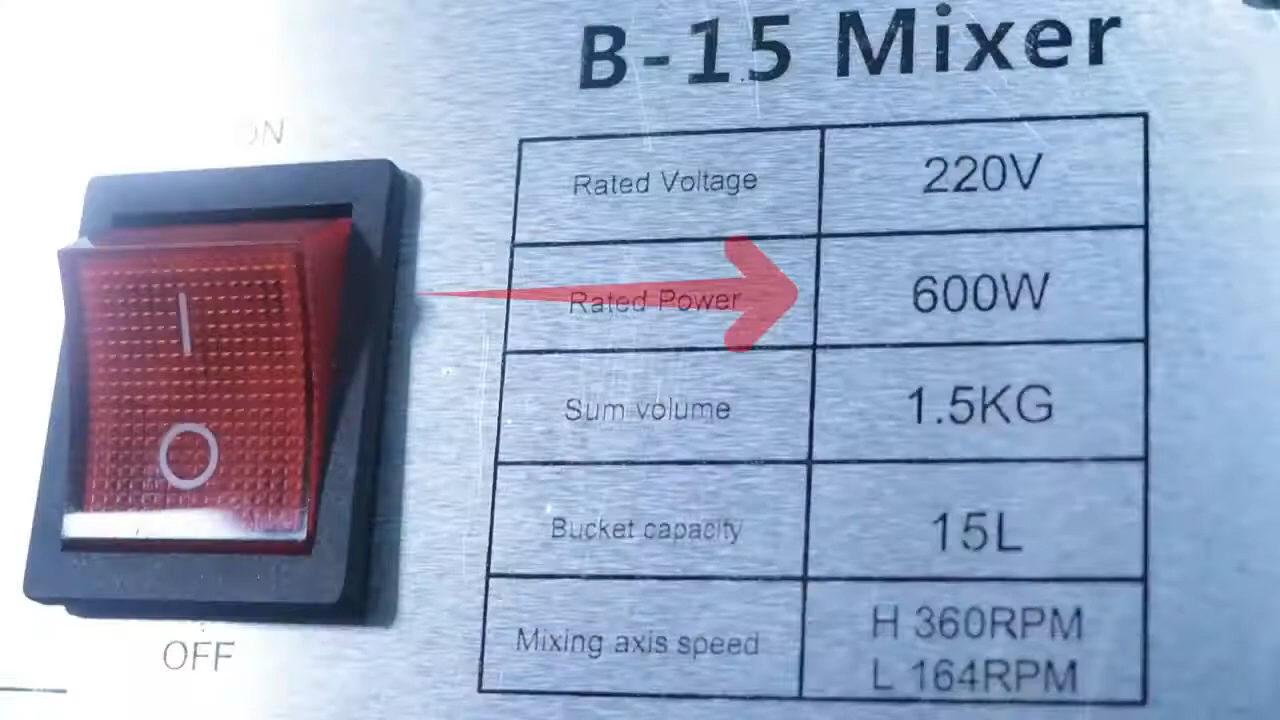 B-15 Mixer
ON
Rated Voltage 220V
Rated Power 600W
Sum volume 1.5KG
Bucket capacity 15L
Mixing axis speed H 360RPM
L 164RPM
OFF